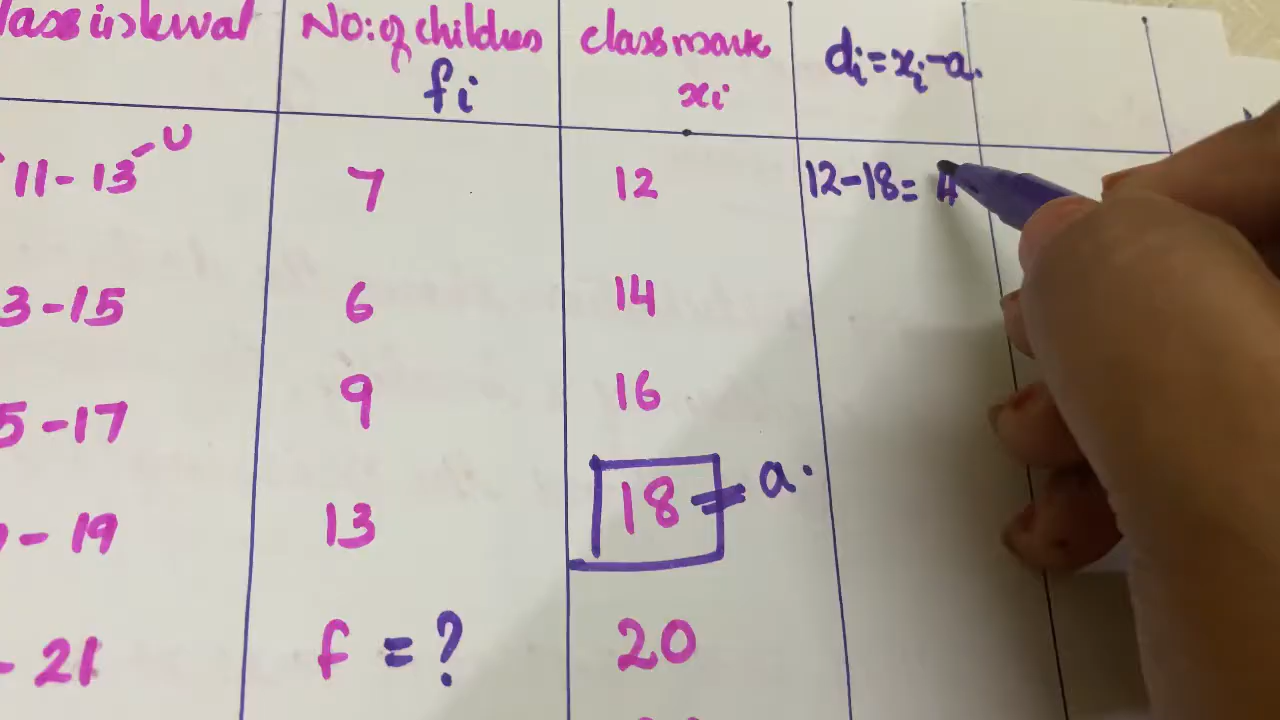 lass interval No: of children class mark di = xi - a.
fi xi
11 - 13 - U 7 12 12 - 18 =
3 - 15 6 14
5 - 17 9 16
- 19 13 18 = a.
- 21 f = ? 20